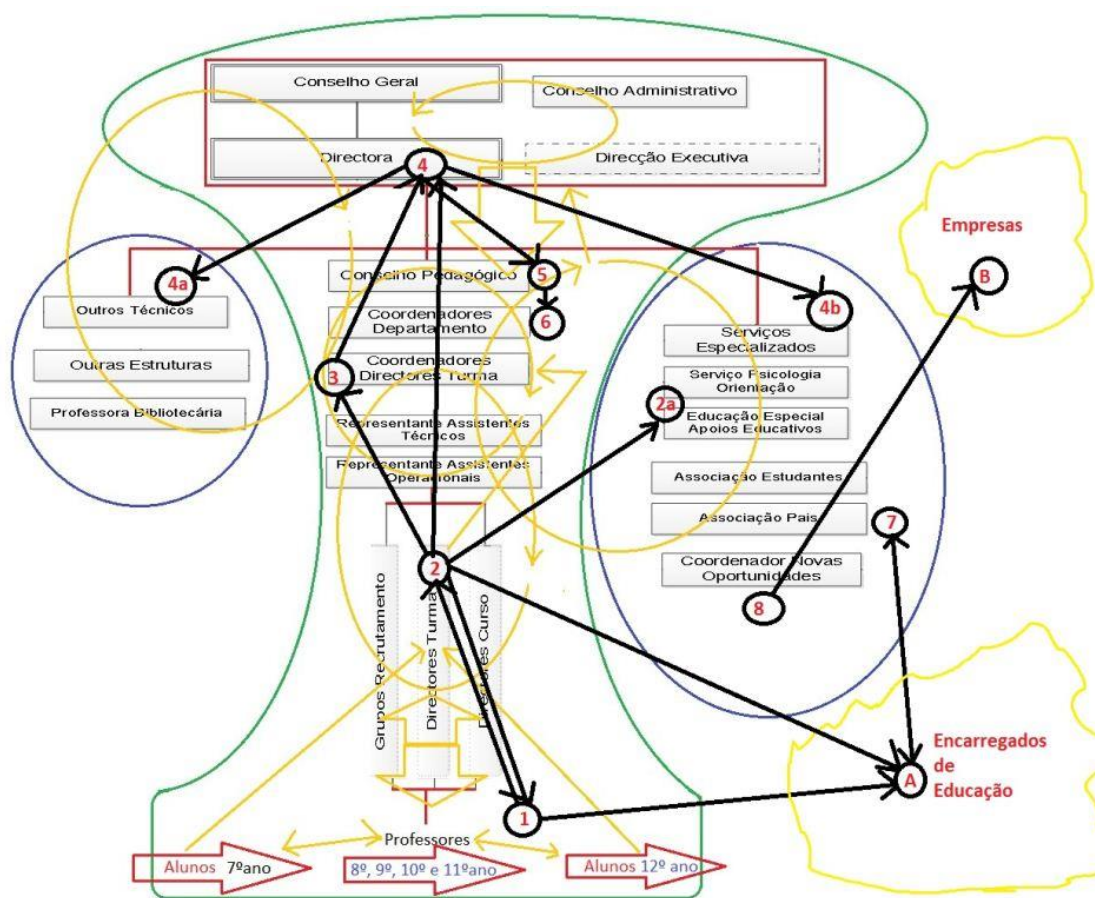 Conselho Geral
Conselho Administrativo
Directora
4
Direcção Executiva
Empresas
B
4a
Outros Técnicos
Outras Estruturas
Professora Bibliotecária
Conselho Pedagógico
5
Coordenadores
Departamento
6
Coordenadores
Directores Turma
3
Representante Assistentes
Técnicos
Representante Assistentes
Operacionais
4b
Serviços
Especializados
Serviço Psicologia
Orientação
2a
Educação Especial
Apoios Educativos
Associação Estudantes
Associação Pais
7
Coordenador Novas
Oportunidades
8
2
Grupos Recrutamento
Directores Turma
Directores Curso
Encarregados
de
Educação
A
1
Professores
Alunos 7ºano
8º, 9º, 10º e 11ºano
Alunos 12º ano